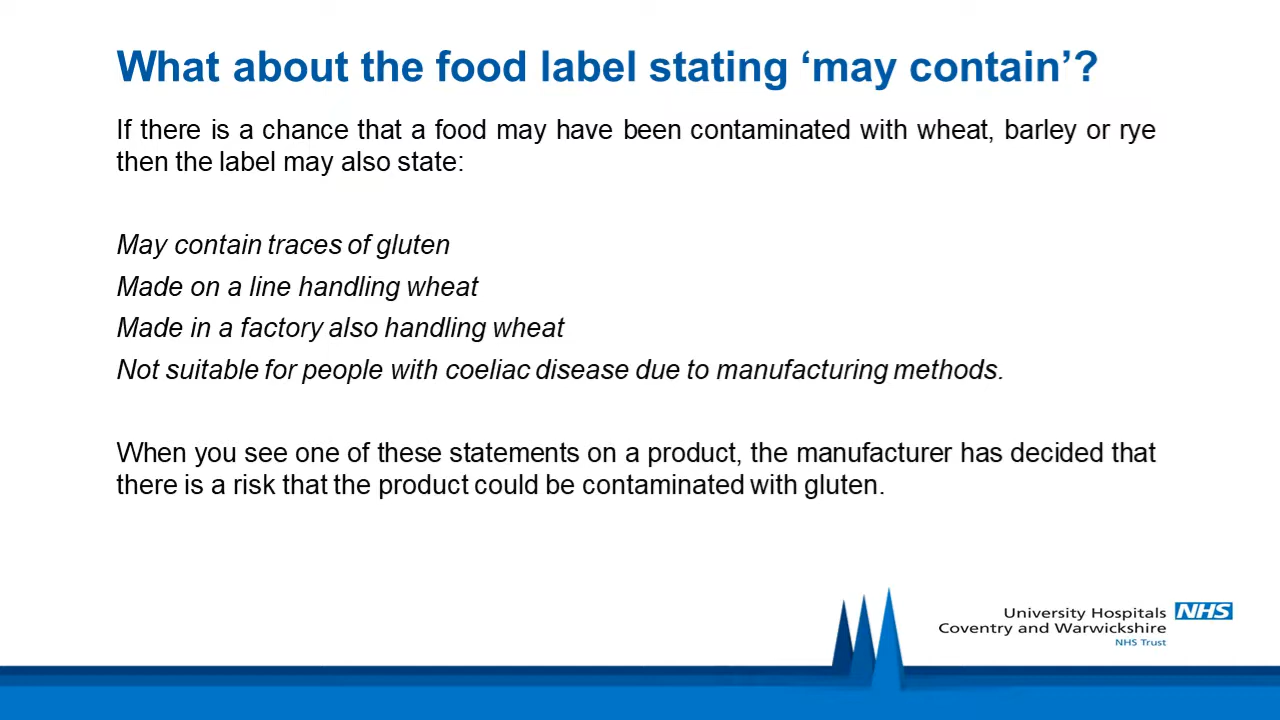 What about the food label stating ‘may contain’?
If there is a chance that a food may have been contaminated with wheat, barley or rye
then the label may also state:
May contain traces of gluten
Made on a line handling wheat
Made in a factory also handling wheat
Not suitable for people with coeliac disease due to manufacturing methods.
When you see one of these statements on a product, the manufacturer has decided that
there is a risk that the product could be contaminated with gluten.
University Hospitals NHS
Coventry and Warwickshire
NHS Trust